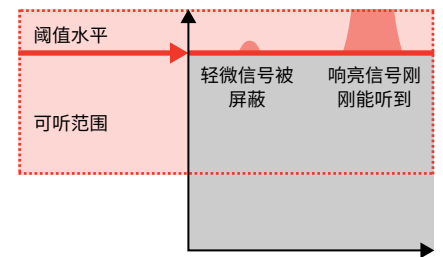 阈值水平
轻微信号被
屏蔽
响亮信号刚
刚能听到
可听范围